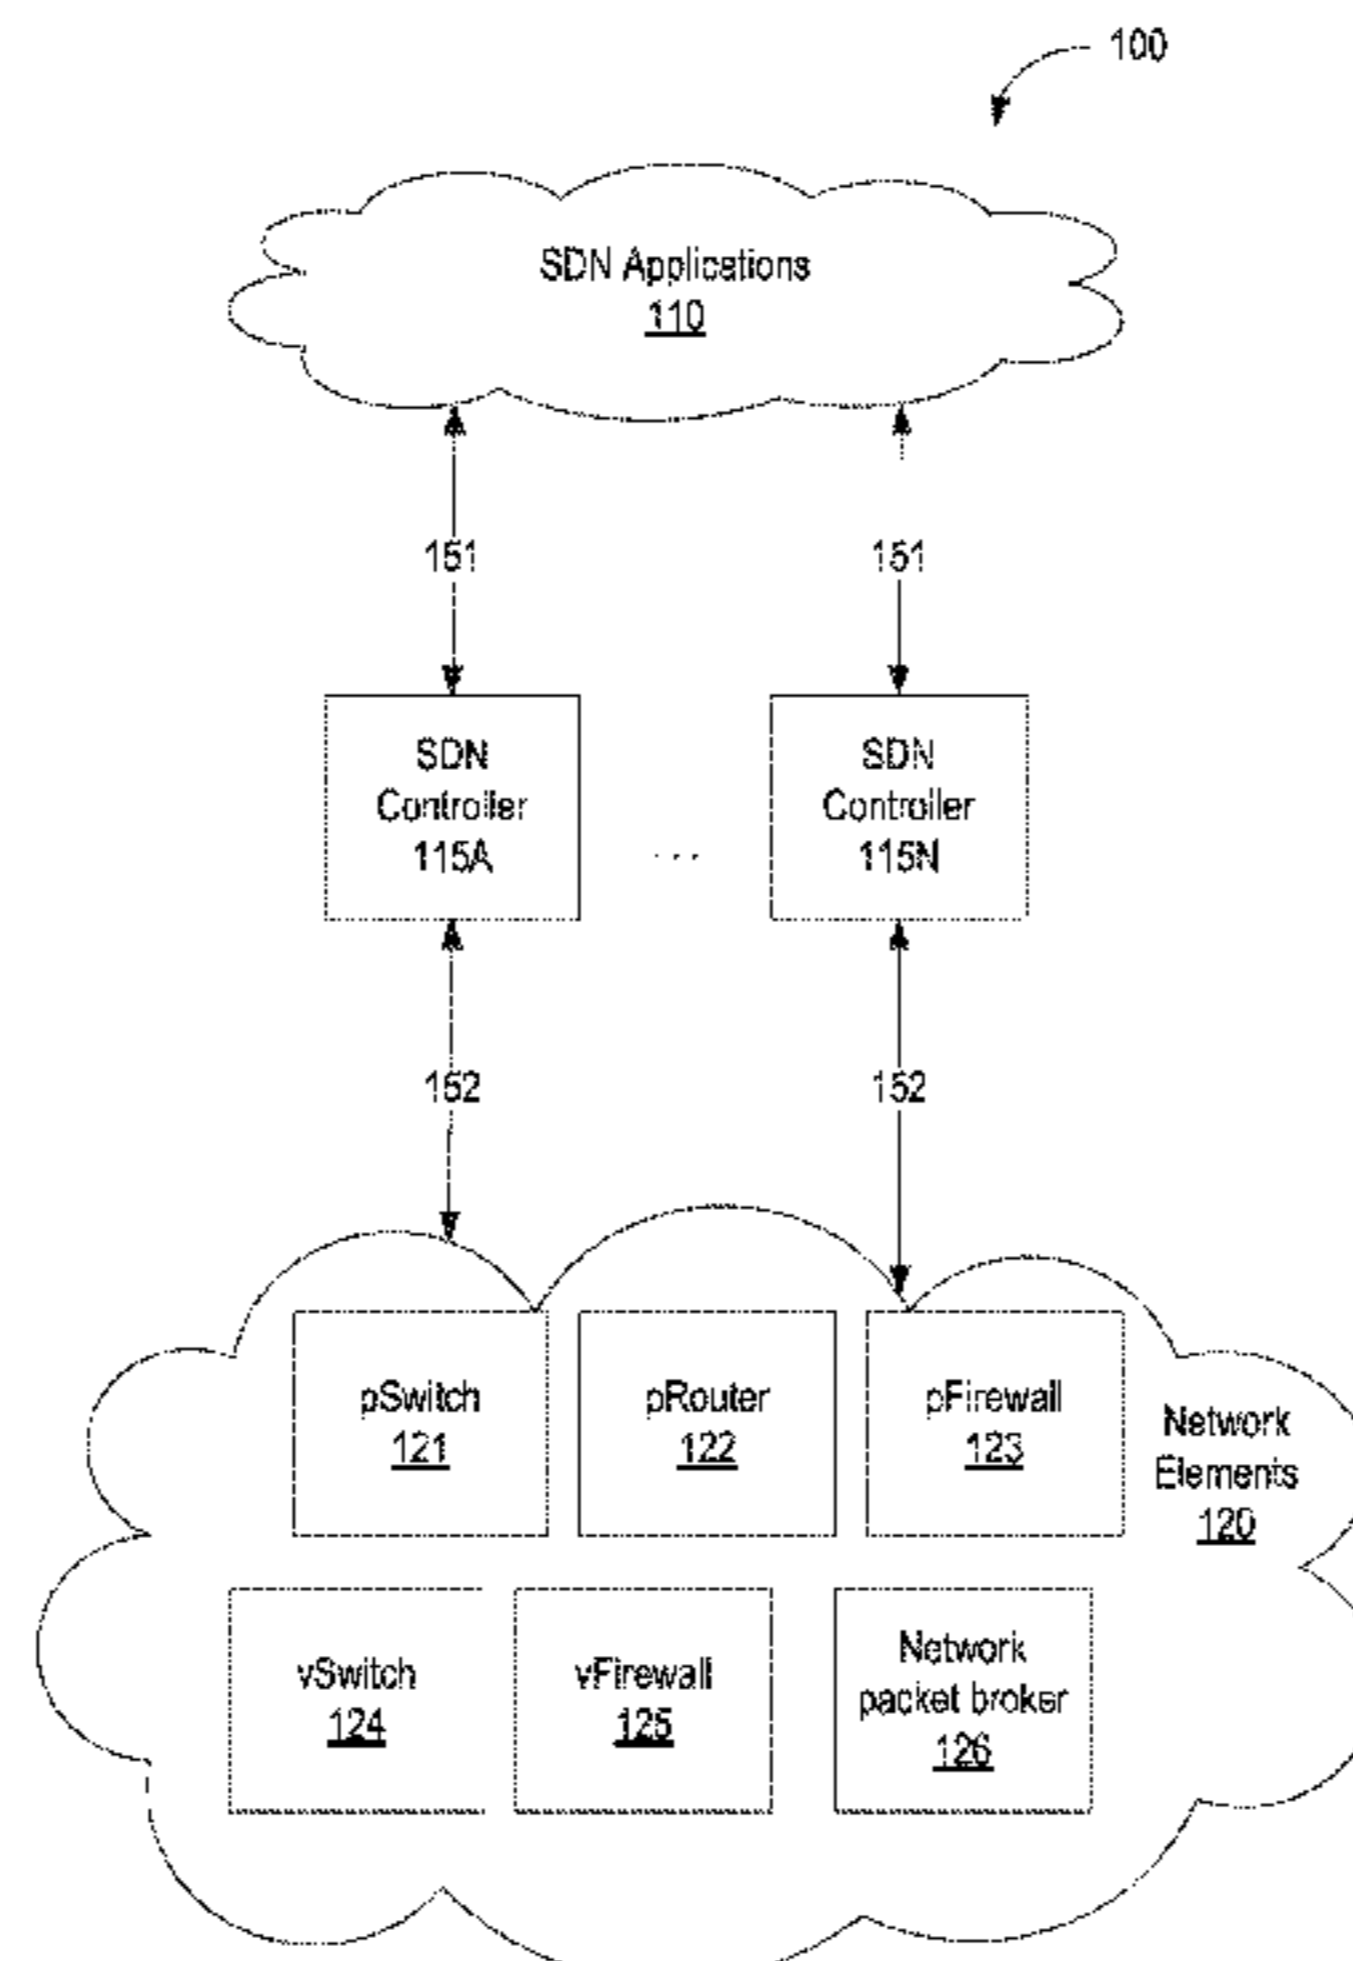 100
SDN Applications
110
151
151
SDN
Controller
115A
...
SDN
Controller
115N
152
152
pSwitch
121
pRouter
122
pFirewall
123
Network
Elements
120
vSwitch
124
vFirewall
125
Network
packet broker
126